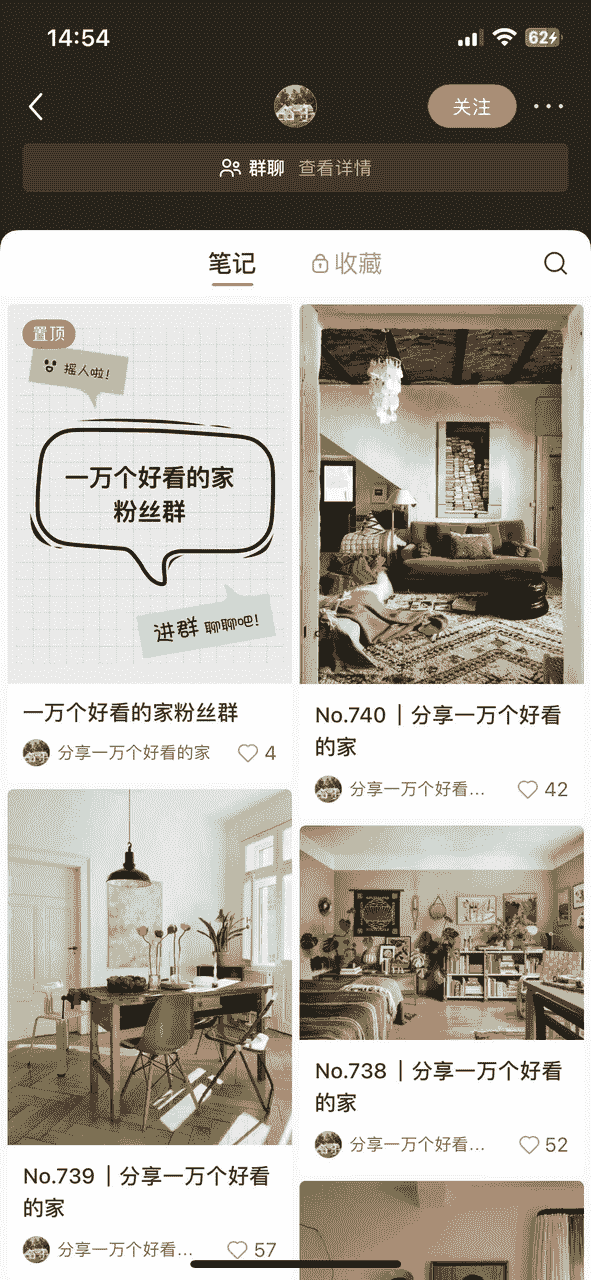 14:54
62
关注
群聊 查看详情
笔记
收藏
置顶
摇人啦!
一万个好看的家
粉丝群
进群 聊聊吧!
一万个好看的家粉丝群
分享一万个好看的家
4
No.740｜分享一万个好看
的家
分享一万个好看...
42
No.739｜分享一万个好看
的家
分享一万个好看...
57
No.738｜分享一万个好看
的家
分享一万个好看...
52